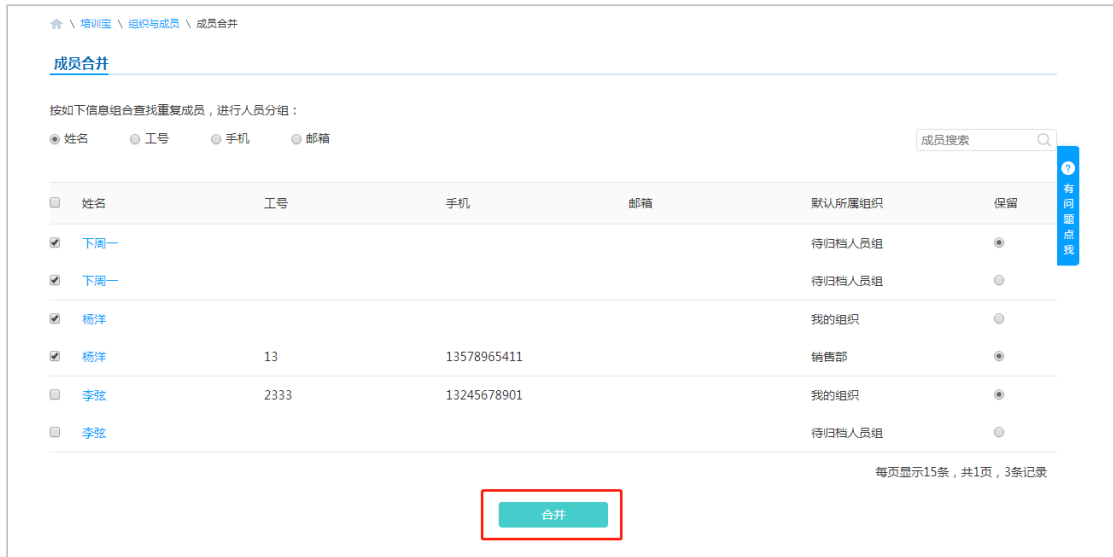 \ 培训宝 \ 组织与成员 \ 成员合并
成员合并
按如下信息组合查找重复成员，进行人员分组：
姓名 工号 手机 邮箱 成员搜索
? 有问题点我
姓名 工号 手机 邮箱 默认所属组织 保留
下周一 待归档人员组
下周一 待归档人员组
杨洋 我的组织
杨洋 13 13578965411 销售部
李弦 2333 13245678901 我的组织
李弦 待归档人员组
每页显示15条，共1页，3条记录
合并